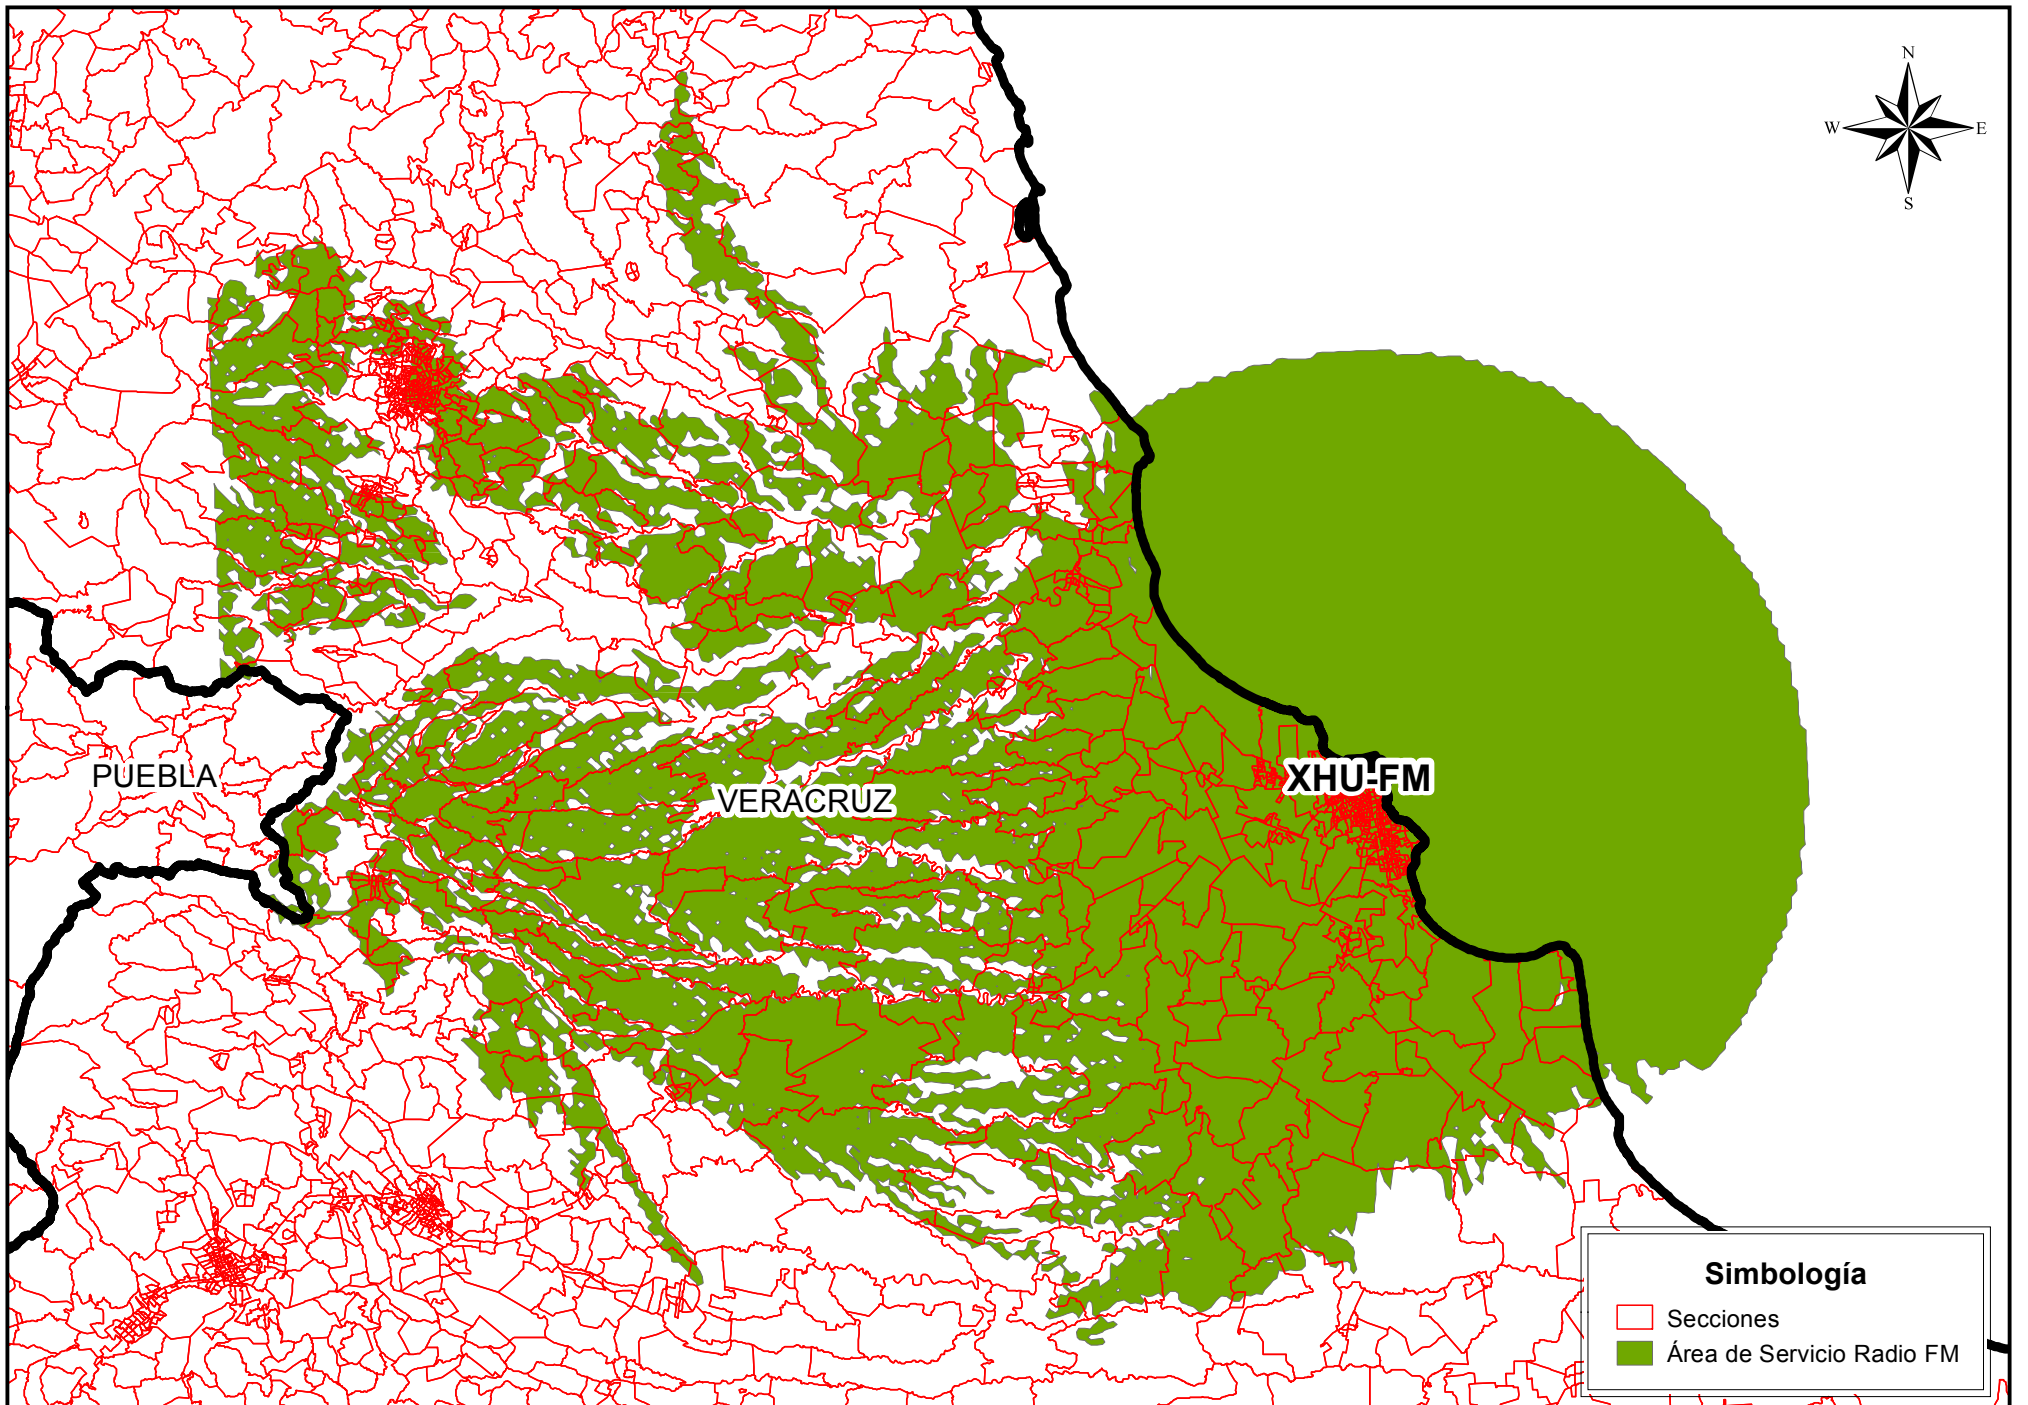 N
W E
S
PUEBLA
VERACRUZ
XHU-FM
Simbología
Secciones
Área de Servicio Radio FM